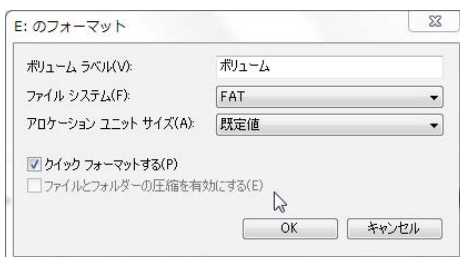 E: のフォーマット
ボリューム ラベル(V): ボリューム
ファイル システム(F): FAT
アロケーション ユニット サイズ(A): 既定値
クイック フォーマットする(P)
ファイルとフォルダーの圧縮を有効にする(E)
OK キャンセル